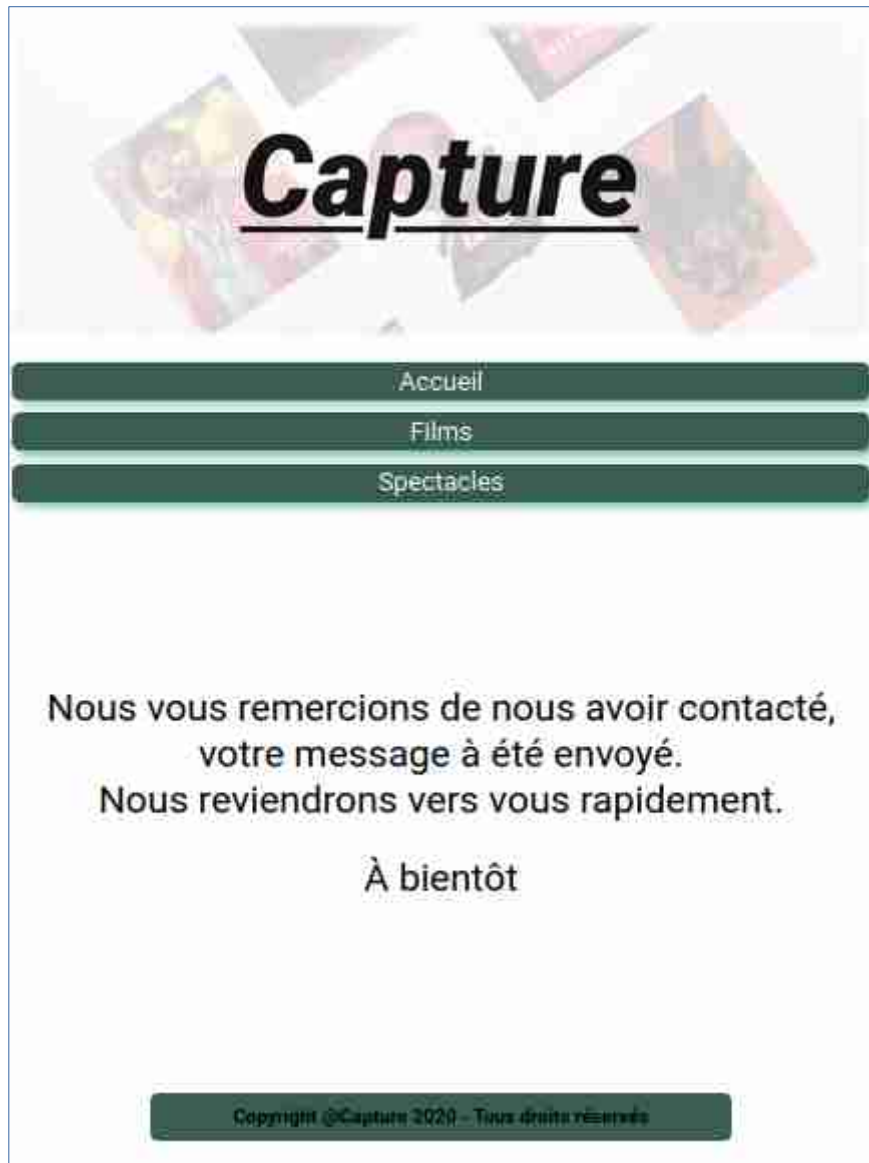 Capture
Accueil
Films
Spectacles
Nous vous remercions de nous avoir contacté,
votre message à été envoyé.
Nous reviendrons vers vous rapidement.
À bientôt
Copyright @Capture 2020 - Tous droits réservés